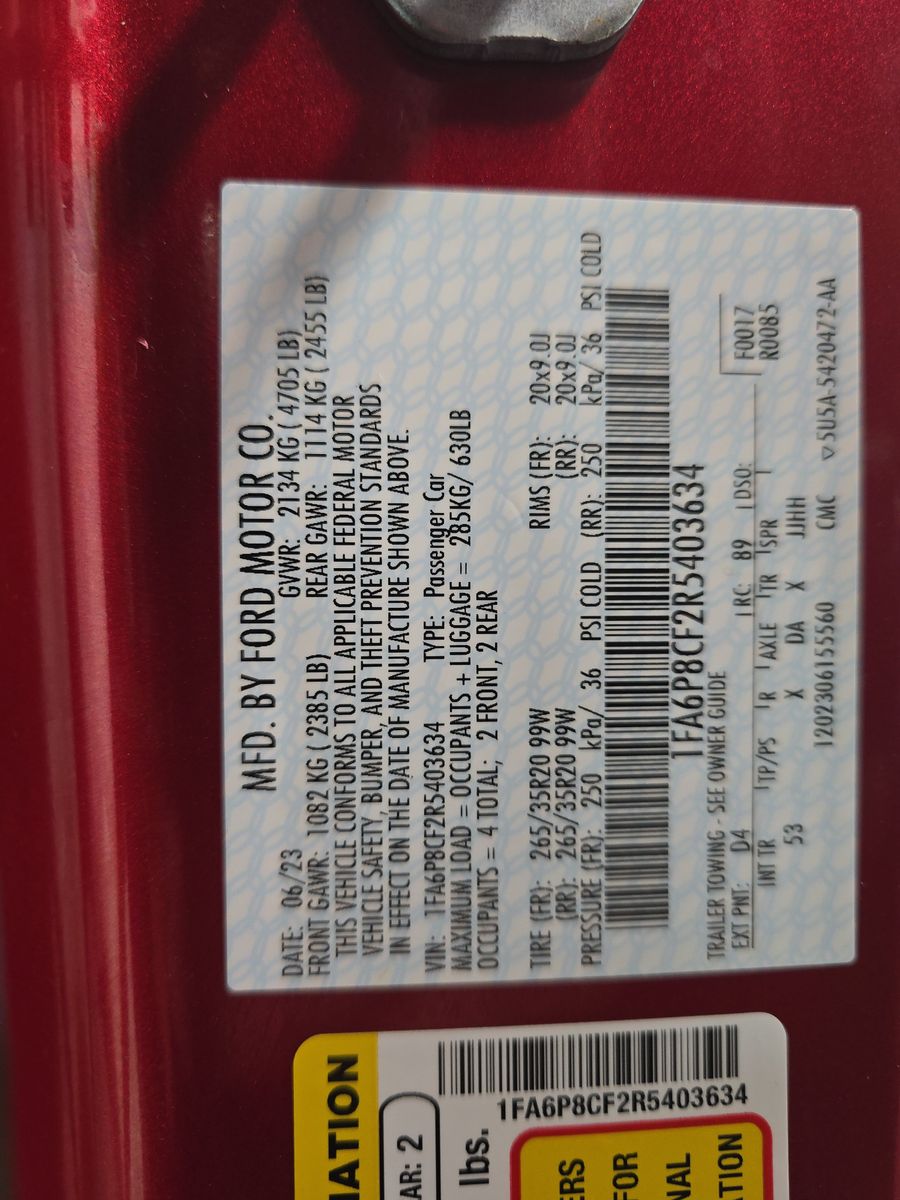 MFD. BY FORD MOTOR CO.
DATE: 06/23 GVWR: 2134 KG ( 4705 LB)
FRONT GAWR: 1082 KG ( 2385 LB) REAR GAWR: 1114 KG ( 2455 LB)
THIS VEHICLE CONFORMS TO ALL APPLICABLE FEDERAL MOTOR
VEHICLE SAFETY, BUMPER, AND THEFT PREVENTION STANDARDS
IN EFFECT ON THE DATE OF MANUFACTURE SHOWN ABOVE.
VIN: 1FA6P8CF2R5403634 TYPE: Passenger Car
MAXIMUM LOAD = OCCUPANTS + LUGGAGE = 285KG/ 630LB
OCCUPANTS = 4 TOTAL; 2 FRONT, 2 REAR
TIRE (FR): 265/35R20 99W RIMS (FR): 20x9.0J
(RR): 265/35R20 99W (RR): 20x9.0J
PRESSURE (FR): 250 kPa/ 36 PSI COLD (RR): 250 kPa/ 36 PSI COLD
1FA6P8CF2R5403634
TRAILER TOWING - SEE OWNER GUIDE
F0017
R0085
EXT PNT: D4 RC: 89 DSO:
INT TR TP/PS R AXLE TR SPR
53 X DA X JJHH
1202306155560 CMC ▽5U5A-5420472-AA
MATION
AR: 2
lbs.
1FA6P8CF2R5403634
ERS
FOR
NAL
TION